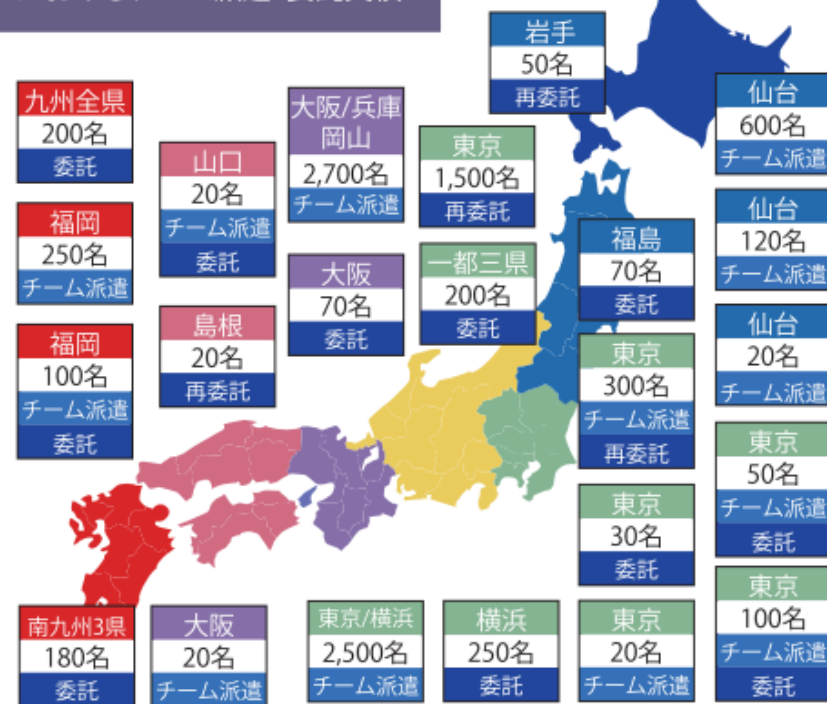 岩手
50名
再委託
九州全県
200名
委託
大阪/兵庫
岡山
2,700名
チーム派遣
仙台
600名
チーム派遣
山口
20名
チーム派遣
委託
東京
1,500名
再委託
福岡
250名
チーム派遣
仙台
120名
チーム派遣
福島
70名
委託
大阪
70名
委託
一都三県
200名
委託
島根
20名
再委託
仙台
20名
チーム派遣
福岡
100名
チーム派遣
委託
東京
300名
チーム派遣
再委託
東京
50名
チーム派遣
委託
東京
30名
委託
東京
100名
チーム派遣
委託
南九州3県
180名
委託
大阪
20名
チーム派遣
東京/横浜
2,500名
チーム派遣
横浜
250名
委託
東京
20名
チーム派遣